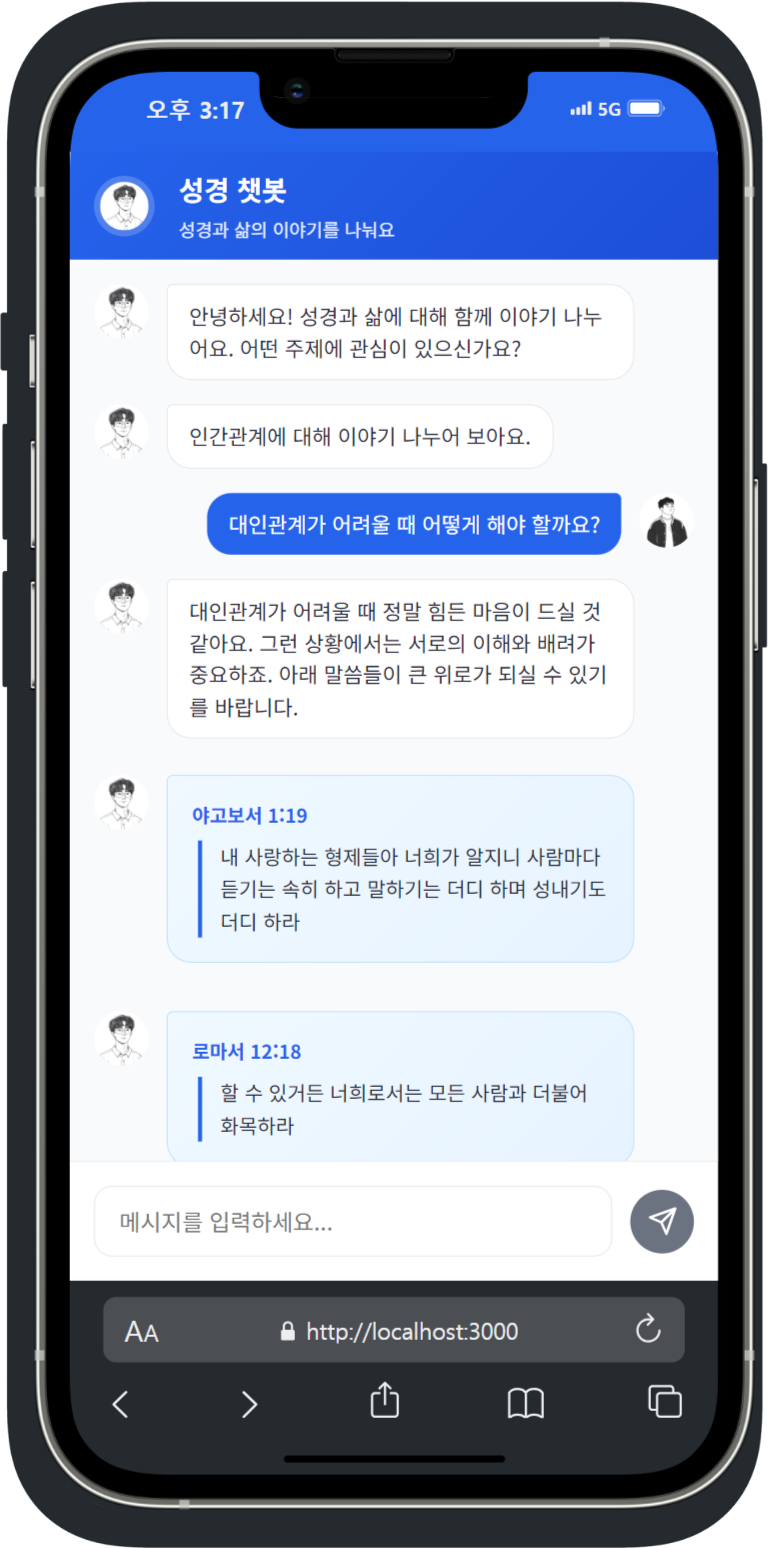 오후 3:17
5G
성경 챗봇
성경과 삶의 이야기를 나눠요
안녕하세요! 성경과 삶에 대해 함께 이야기 나누
어요. 어떤 주제에 관심이 있으신가요?
인간관계에 대해 이야기 나누어 보아요.
대인관계가 어려울 때 어떻게 해야 할까요?
대인관계가 어려울 때 정말 힘든 마음이 드실 것
같아요. 그런 상황에서는 서로의 이해와 배려가
중요하죠. 아래 말씀들이 큰 위로가 되실 수 있기
를 바랍니다.
야고보서 1:19
내 사랑하는 형제들아 너희가 알지니 사람마다
듣기는 속히 하고 말하기는 더디 하며 성내기도
더디 하라
로마서 12:18
할 수 있거든 너희로서는 모든 사람과 더불어
화목하라
메시지를 입력하세요...
AA
http://localhost:3000